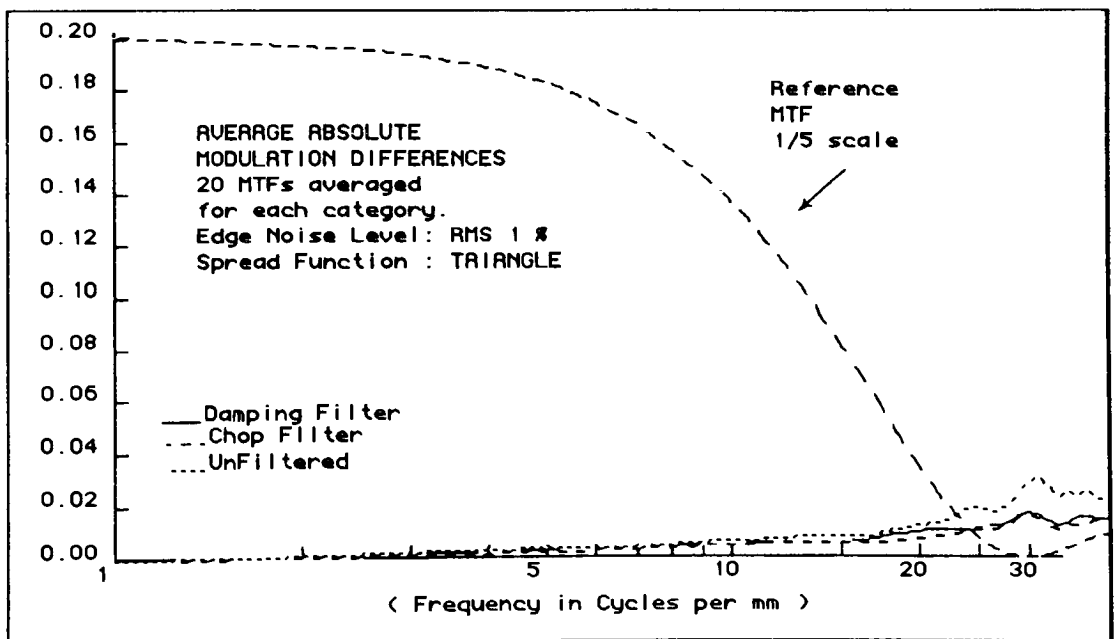 0.20
0.18
0.16
0.14
0.12
0.10
0.08
0.06
0.04
0.02
0.00
Reference
MTF
1/5 scale
AVERAGE ABSOLUTE
MODULATION DIFFERENCES
20 MTFs averaged
for each category.
Edge Noise Level: RMS 1 %
Spread Function : TRIANGLE
Damping Filter
Chop FIlter
UnFiltered
1 5 10 20 30
( Frequency in Cycles per mm )